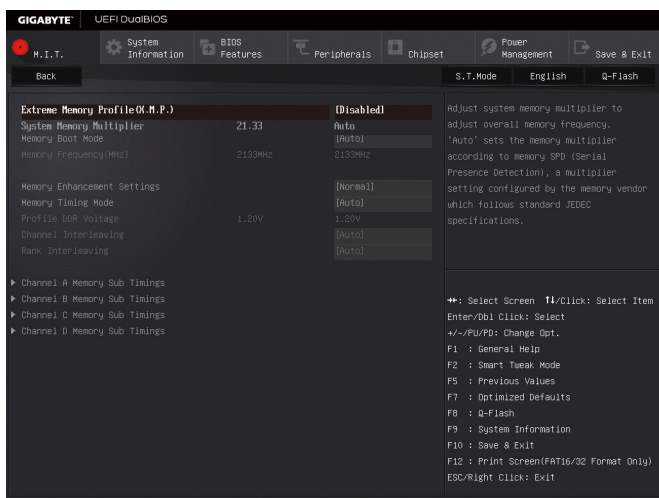 GIGABYTE™ UEFI DualBIOS
M.I.T.
System Information
BIOS Features
Peripherals
Chipset
Power Management
Save & Exit
Back S.T.Mode English Q-Flash
Extreme Memory Profile(X.M.P.) [Disabled]
System Memory Multiplier 21.33 Auto
Memory Boot Mode [Auto]
Memory Frequency(MHz) 2133MHz 2133MHz
Memory Enhancement Settings [Normal]
Memory Timing Mode [Auto]
Profile DDR Voltage 1.20V 1.20V
Channel Interleaving [Auto]
Rank Interleaving [Auto]
Channel A Memory Sub Timings
Channel B Memory Sub Timings
Channel C Memory Sub Timings
Channel D Memory Sub Timings
Adjust system memory multiplier to
adjust overall memory frequency.
'Auto' sets the memory multiplier
according to memory SPD (Serial
Presence Detection), a multiplier
setting configured by the memory vendor
which follows standard JEDEC
specifications.
→←: Select Screen ↑↓/Click: Select Item
Enter/Dbl Click: Select
+/-/PU/PD: Change Opt.
F1 : General Help
F2 : Smart Tweak Mode
F5 : Previous Values
F7 : Optimized Defaults
F8 : Q-Flash
F9 : System Information
F10 : Save & Exit
F12 : Print Screen(FAT16/32 Format Only)
ESC/Right Click: Exit